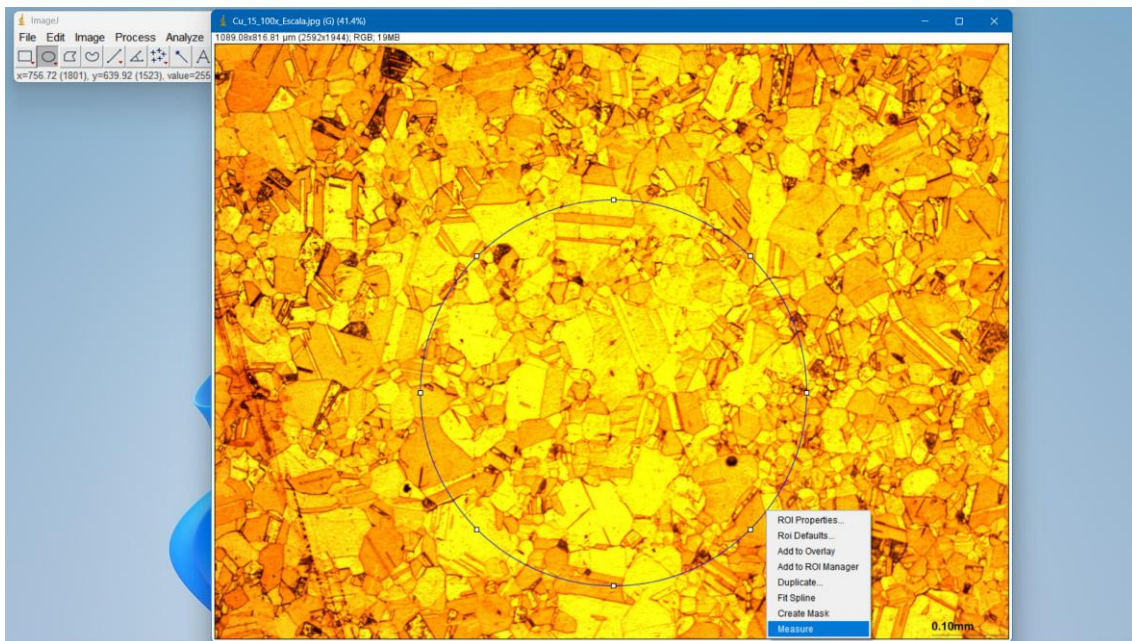 ImageJ
File Edit Image Process Analyze
A
x=756.72 (1801), y=639.92 (1523), value=255
Cu_15_100x_Escala.jpg (G) (41.4%)
1089.08x816.81 µm (2592x1944); RGB; 19MB
ROI Properties...
Roi Defaults...
Add to Overlay
Add to ROI Manager
Duplicate...
Fit Spline
Create Mask
Measure
0.10mm